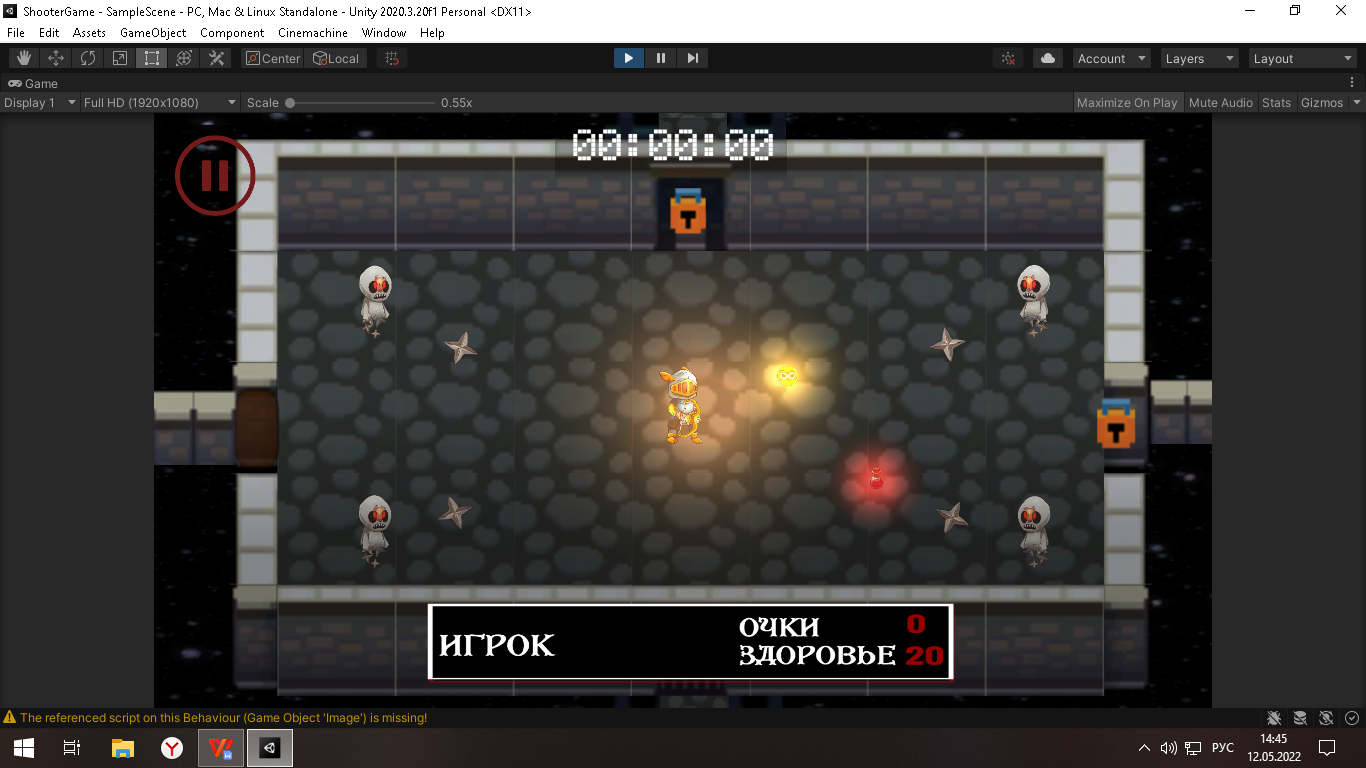 ShooterGame - SampleScene - PC, Mac & Linux Standalone - Unity 2020.3.20f1 Personal <DX11>
File Edit Assets GameObject Component Cinemachine Window Help
Center Local Account Layers Layout
Game
Display 1 Full HD (1920x1080) Scale 0.55x Maximize On Play Mute Audio Stats Gizmos
00:00:00
ИГРОК
ОЧКИ 0
ЗДОРОВЬЕ 20
The referenced script on this Behaviour (Game Object 'Image') is missing!
РУС
14:45
12.05.2022